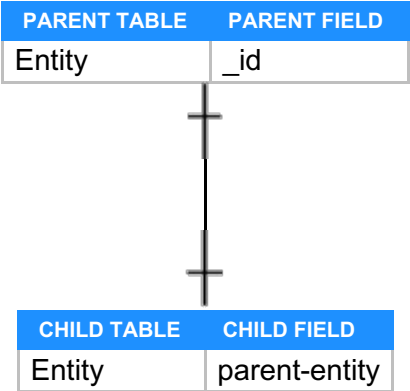 PARENT TABLE PARENT FIELD
Entity _id
CHILD TABLE CHILD FIELD
Entity parent-entity